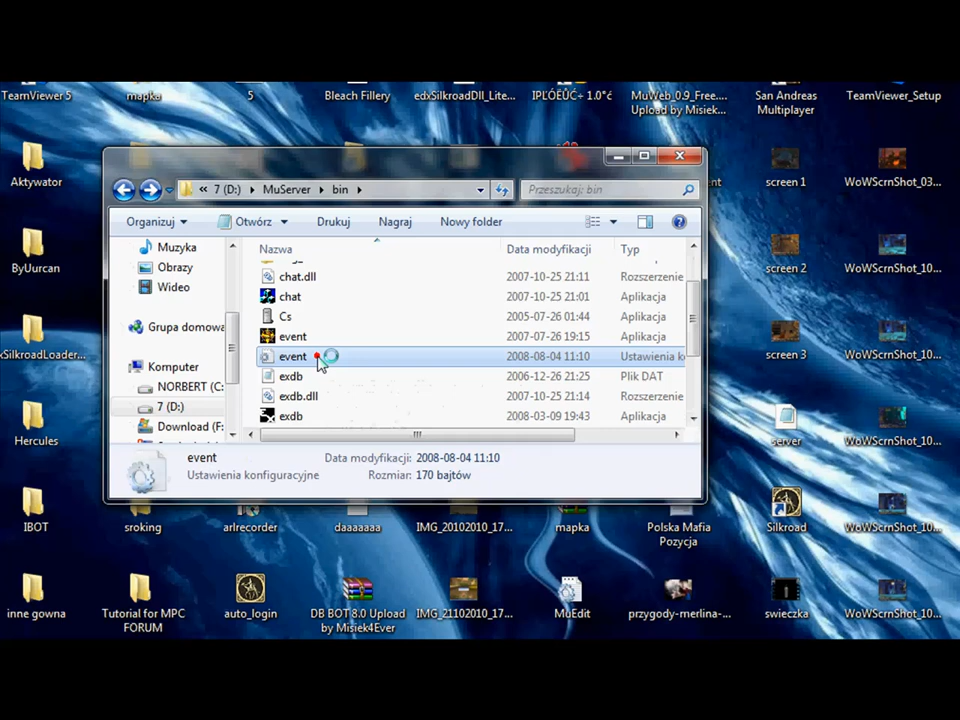 TeamViewer 5
mapka
5
Bleach Fillery
edxSilkroadDll_Lite...
MuWeb_0.9_Free....
Upload by Misiek...
San Andreas
Multiplayer
TeamViewer_Setup
Aktywator
ByUurcan
xSilkroadLoader...
Hercules
IBOT
inne gowna
« 7 (D:) MuServer bin
Przeszukaj: bin
Organizuj
Otwórz
Drukuj
Nagraj
Nowy folder
Muzyka
Obrazy
Wideo
Grupa domowa
Komputer
NORBERT (C:
7 (D:)
Download (F:
Nazwa
Data modyfikacji
Typ
chat.dll 2007-10-25 21:11 Rozszerzenie
chat 2007-10-25 21:01 Aplikacja
Cs 2005-07-26 01:44 Aplikacja
event 2007-07-26 19:15 Aplikacja
event 2008-08-04 11:10 Ustawienia ko
exdb 2006-12-26 21:25 Plik DAT
exdb.dll 2007-10-25 21:14 Rozszerzenie
exdb 2008-03-09 19:43 Aplikacja
event
Ustawienia konfiguracyjne
Data modyfikacji: 2008-08-04 11:10
Rozmiar: 170 bajtów
screen 1
WoWScrnShot_03...
screen 2
WoWScrnShot_10...
screen 3
WoWScrnShot_10...
server
WoWScrnShot_10...
sroking
arlrecorder
daaaaaaa
IMG_20102010_17...
mapka
Polska Mafia
Pozycja
Silkroad
WoWScrnShot_10...
Tutorial for MPC
FORUM
auto_login
DB BOT 8.0 Upload
by Misiek4Ever
IMG_21102010_17...
MuEdit
przygody-merlina-...
swieczka
WoWScrnShot_10...